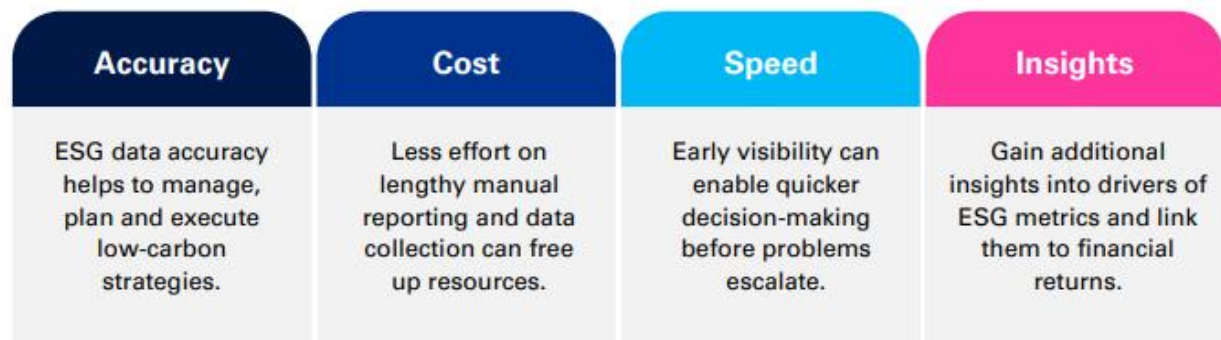 Accuracy
ESG data accuracy
helps to manage,
plan and execute
low-carbon
strategies.
Cost
Less effort on
lengthy manual
reporting and data
collection can free
up resources.
Speed
Early visibility can
enable quicker
decision-making
before problems
escalate.
Insights
Gain additional
insights into drivers of
ESG metrics and link
them to financial
returns.